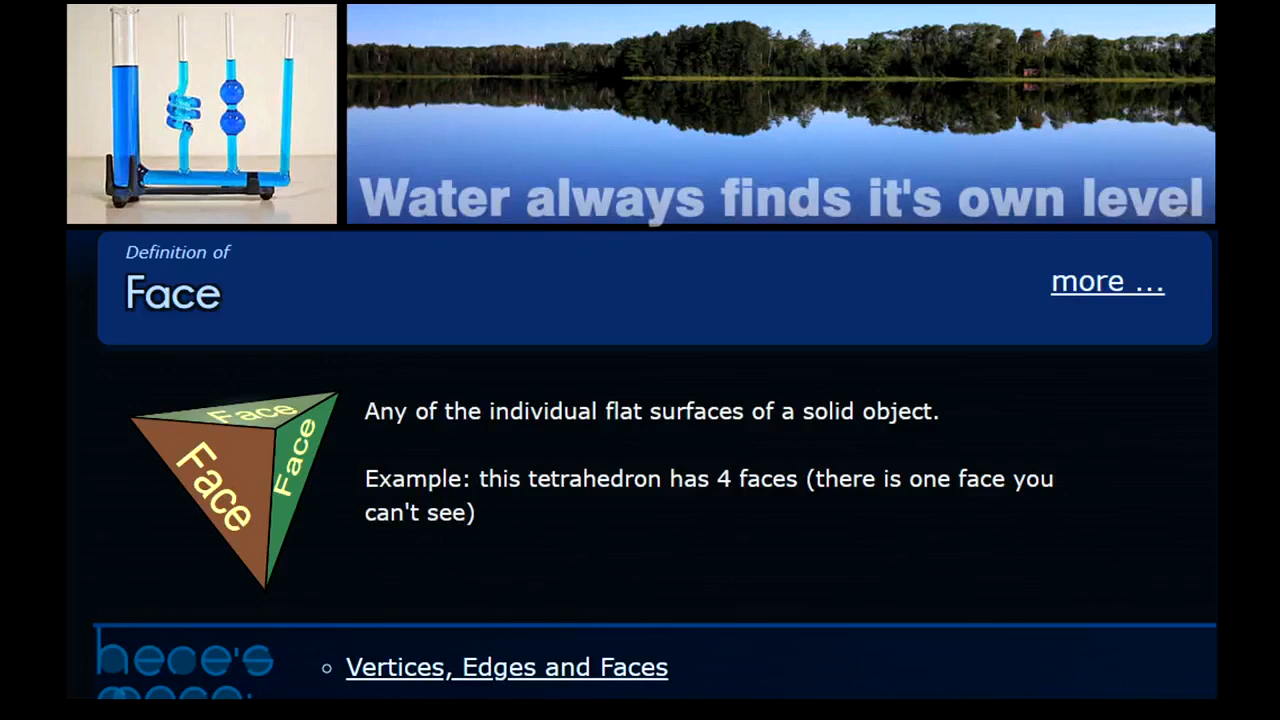 Water always finds it's own level
Definition of
Face
more ...
Face
Face
Face
Any of the individual flat surfaces of a solid object.
Example: this tetrahedron has 4 faces (there is one face you
can't see)
here's
more:
Vertices, Edges and Faces